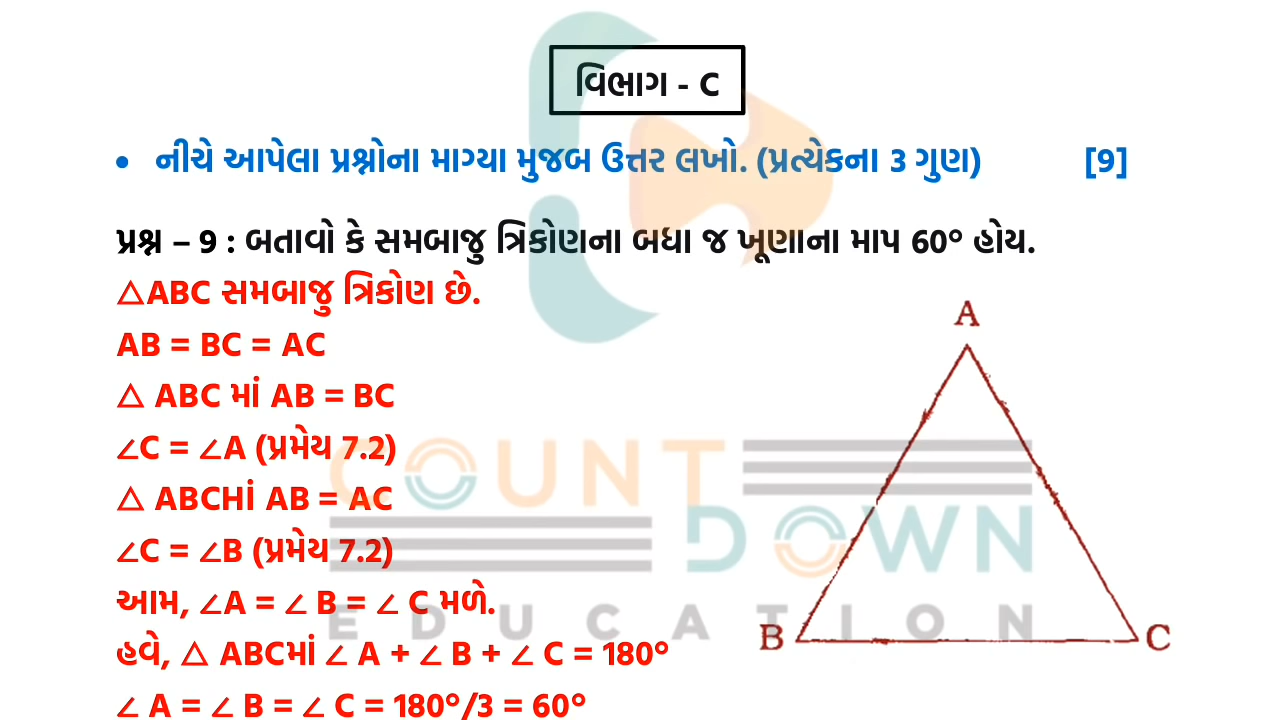 વિભાગ - C
• નીચે આપેલા પ્રશ્નોના માગ્યા મુજબ ઉત્તર લખો. (પ્રત્યેકના 3 ગુણ) [9]
પ્રશ્ન – 9 : બતાવો કે સમબાજુ ત્રિકોણના બધા જ ખૂણાના માપ 60° હોય.
△ABC સમબાજુ ત્રિકોણ છે.
AB = BC = AC
△ ABC માં AB = BC
∠C = ∠A (પ્રમેય 7.2)
△ ABCHİ AB = AC
∠C = ∠B (પ્રમેય 7.2)
આમ, ∠A = ∠ B = ∠ C મળે.
હવે, △ ABCમાં ∠ A + ∠ B + ∠ C = 180°
∠ A = ∠ B = ∠ C = 180°/3 = 60°
A
B
C
COUNT
DOWN
EDUCATION